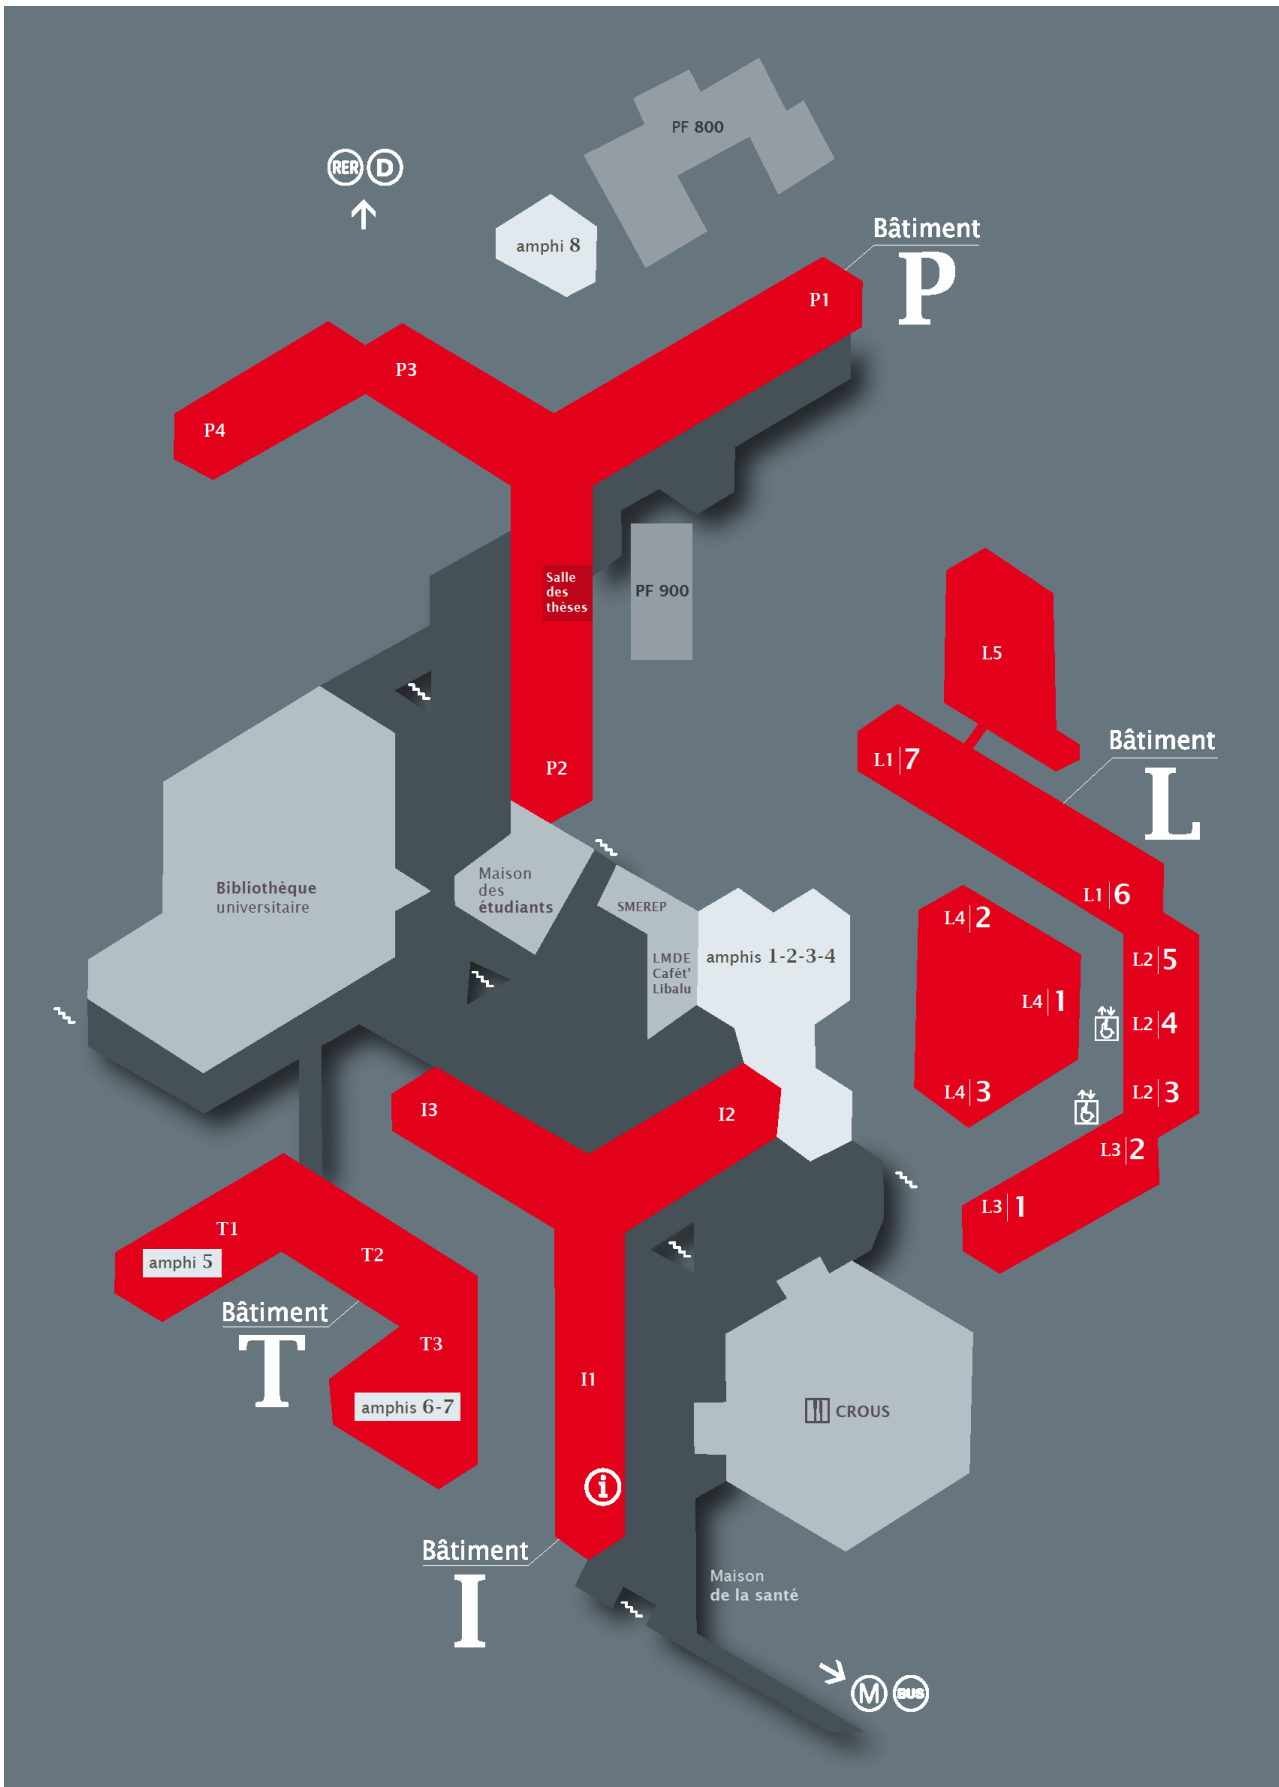 PF 800
RER D
amphi 8
Bâtiment
P
P1
P3
P4
Salle
des
thèses
PF 900
P2
L5
Bâtiment
L
L1|7
L1|6
L4|2
L2|5
L4|1
L2|4
L4|3
L2|3
L3|2
L3|1
Bibliothèque
universitaire
Maison
des
étudiants
SMEREP
LMDE
Cafét'
Libalu
amphis 1-2-3-4
I3
I2
T1
amphi 5
T2
Bâtiment
T
T3
amphis 6-7
I1
i
CROUS
Bâtiment
I
Maison
de la santé
M BUS